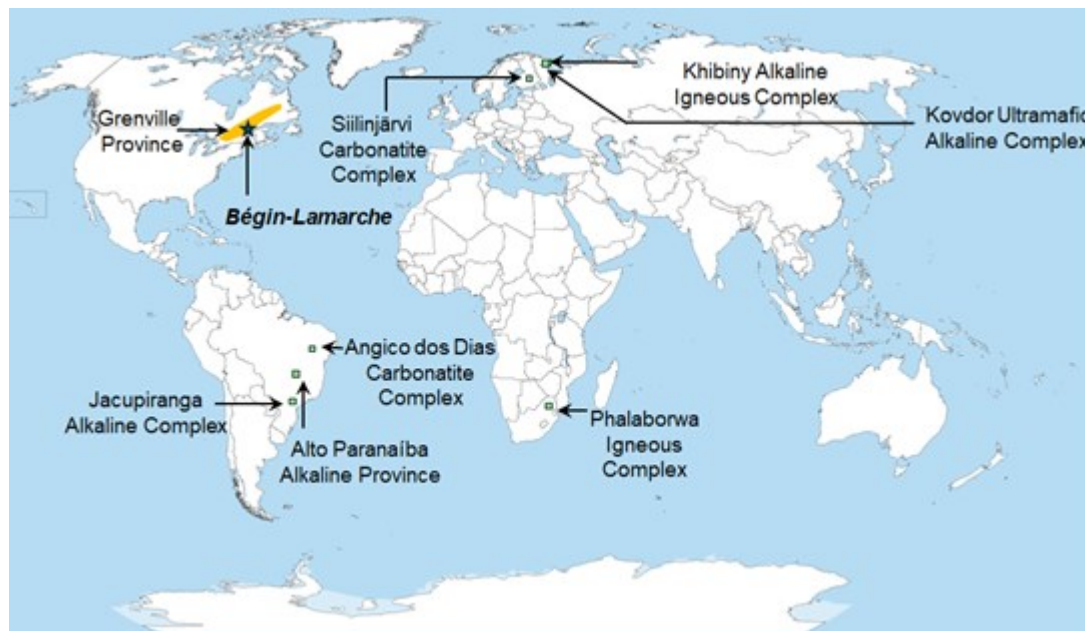 Grenville
Province
Bégin-Lamarche
Siilinjärvi
Carbonatite
Complex
Khibiny Alkaline
Igneous Complex
Kovdor Ultramafic
Alkaline Complex
Angico dos Dias
Carbonatite
Complex
Jacupiranga
Alkaline Complex
Alto Paranaíba
Alkaline Province
Phalaborwa
Igneous
Complex